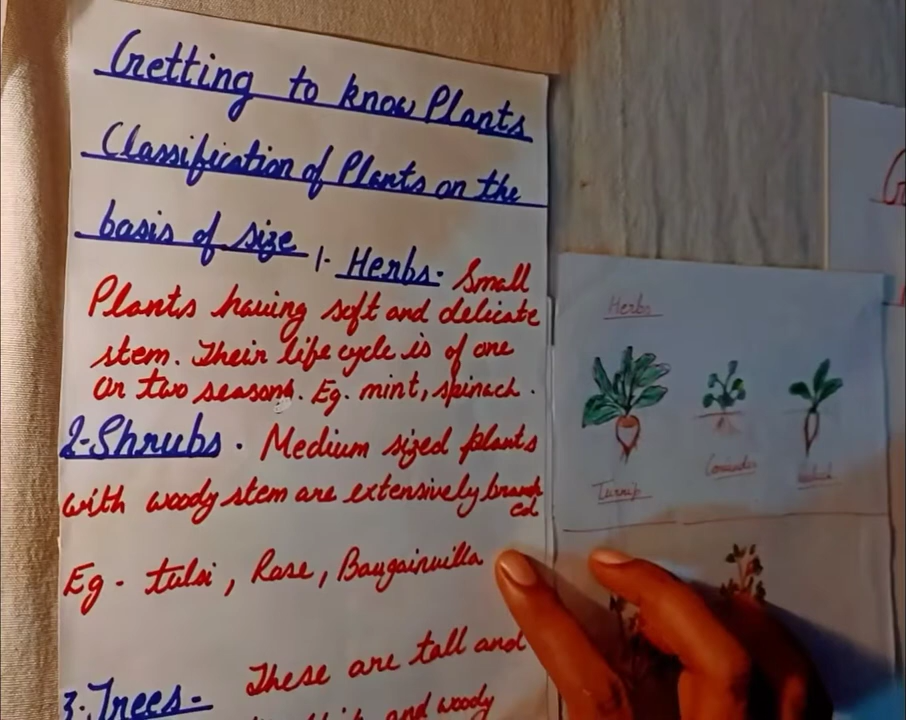 Getting to know Plants
Classification of Plants on the
basis of size 1- Herbs- Small
Plants having soft and delicate
stem. Their life cycle is of one
or two seasons. Eg. mint, spinach.
2-Shrubs. Medium sized plants
with woody stem are extensively branch
ed
Eg- tulsi, Rose, Baugainvilla
These are tall and
3.Trees-
and woody
Herbs
Turnip
Coriander